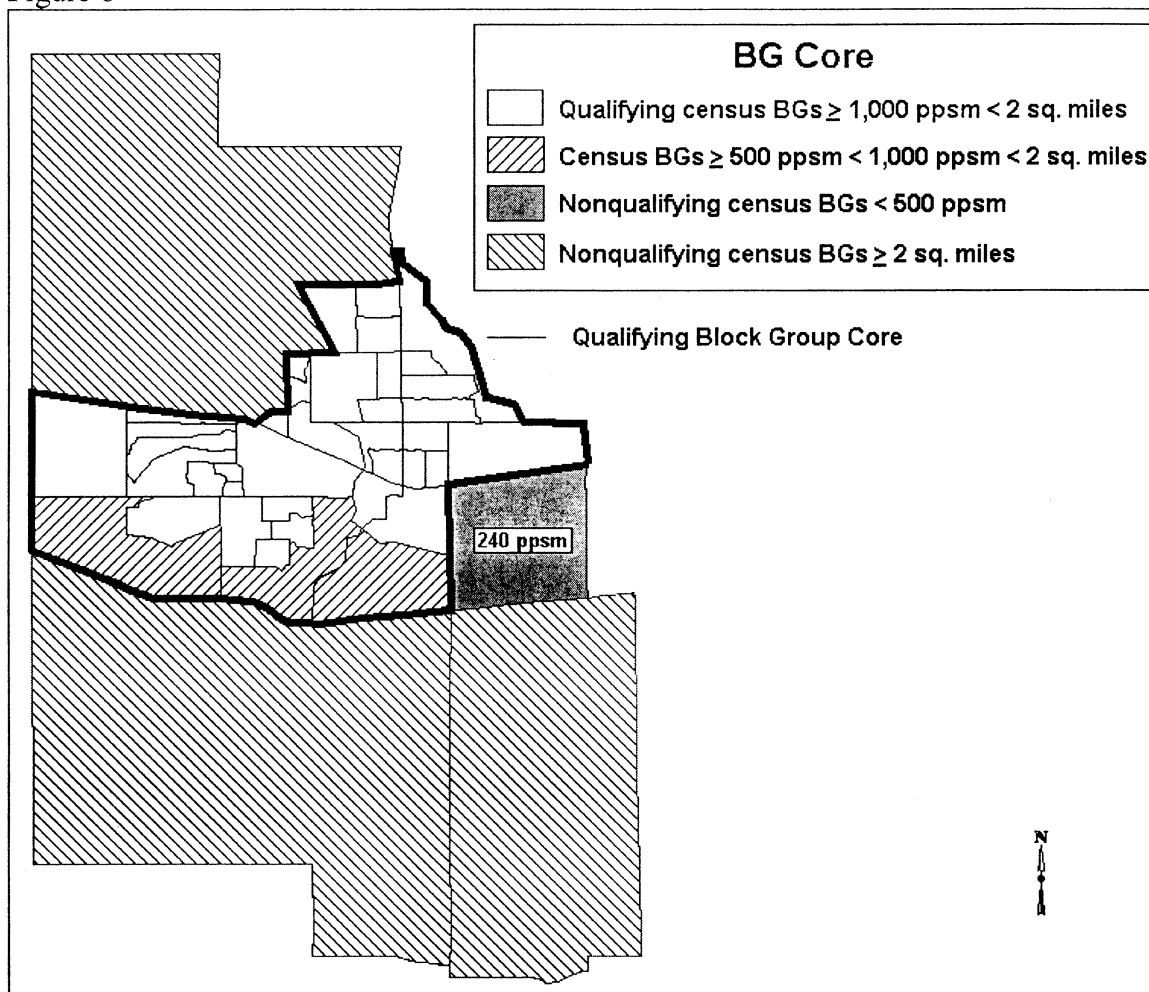 BG Core
Qualifying census BGs ≥ 1,000 ppsm < 2 sq. miles
Census BGs ≥ 500 ppsm < 1,000 ppsm < 2 sq. miles
Nonqualifying census BGs < 500 ppsm
Nonqualifying census BGs ≥ 2 sq. miles
Qualifying Block Group Core
240 ppsm
N